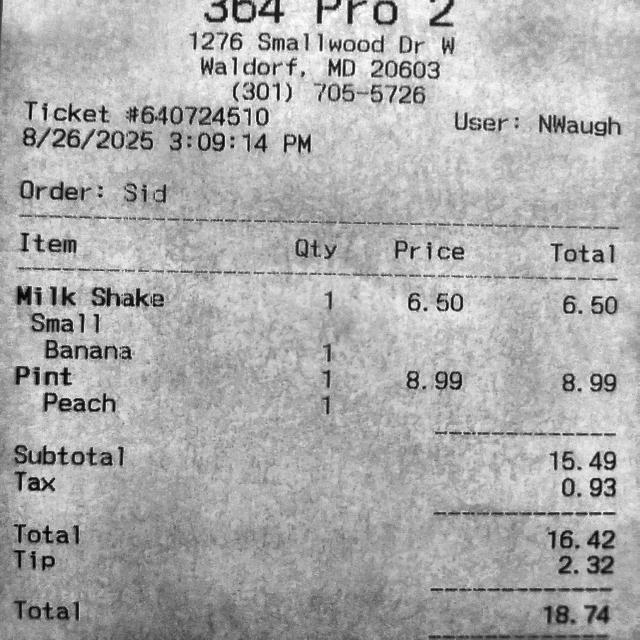 364 Pro 2
1276 Smallwood Dr W
Waldorf, MD 20603
(301) 705-5726
Ticket #640724510 User: NWaugh
8/26/2025 3:09:14 PM
Order: Sid
Item Qty Price Total
Milk Shake 1 6.50 6.50
Small
Banana 1
Pint 1 8.99 8.99
Peach 1
Subtotal 15.49
Tax 0.93
Total 16.42
Tip 2.32
Total 18.74